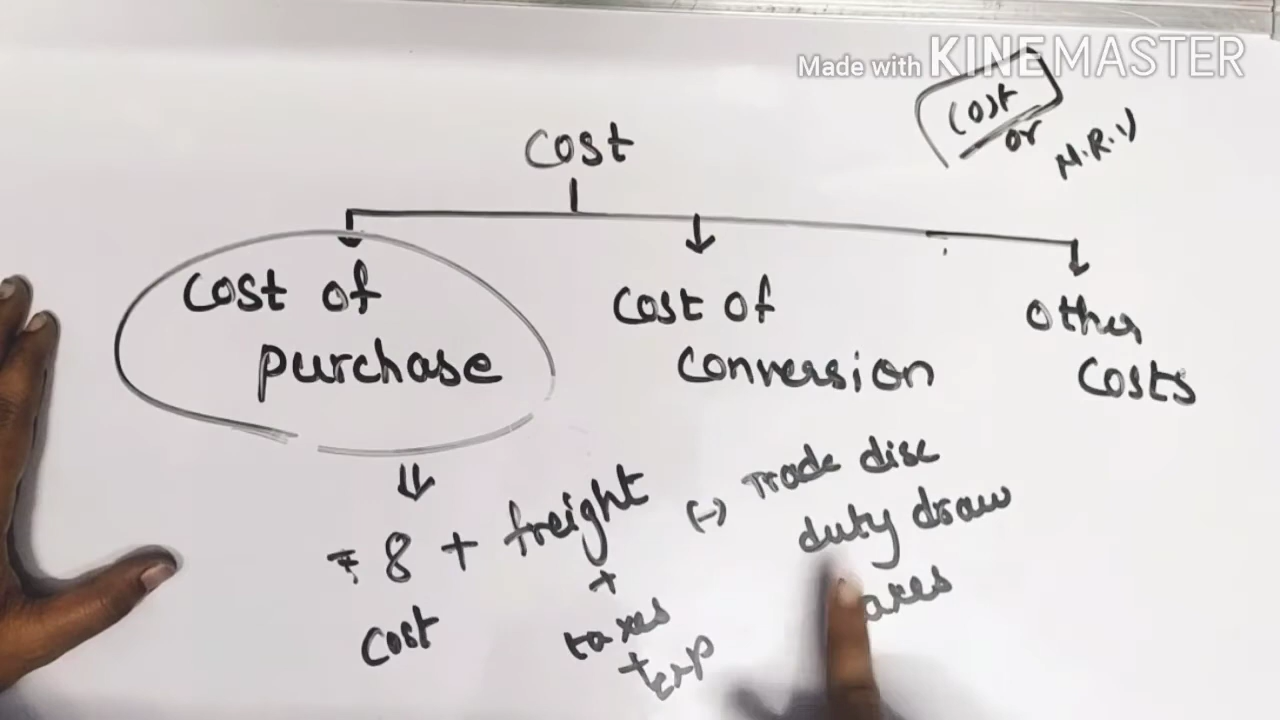 Made with KINEMASTER
Cost
or
N.R.V
Cost
Cost of
purchase
Cost of
conversion
Other
Costs
₹ 8 + freight (-) Trade disc
duty draw
cost
+
taxes
+